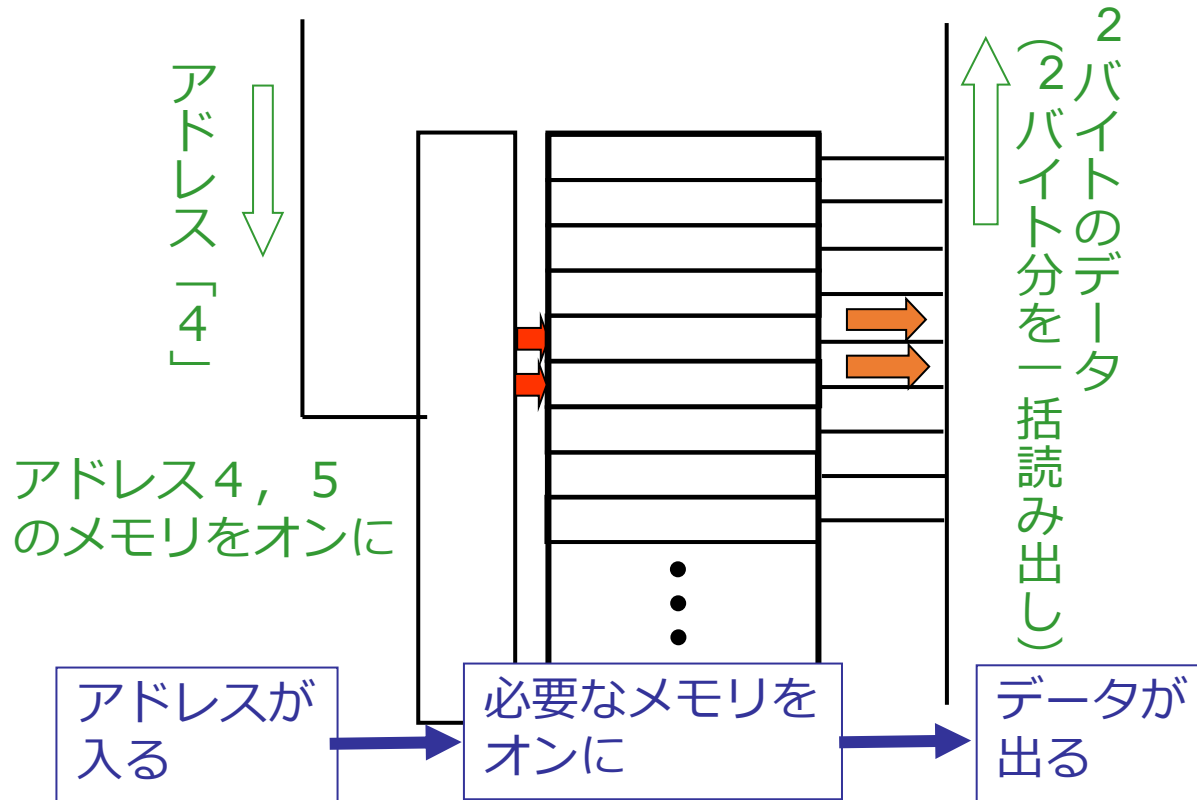 アドレス「４」
２バイトのデータ
（２バイト分を一括読み出し）
アドレス４，５
のメモリをオンに
アドレスが
入る
必要なメモリを
オンに
データが
出る